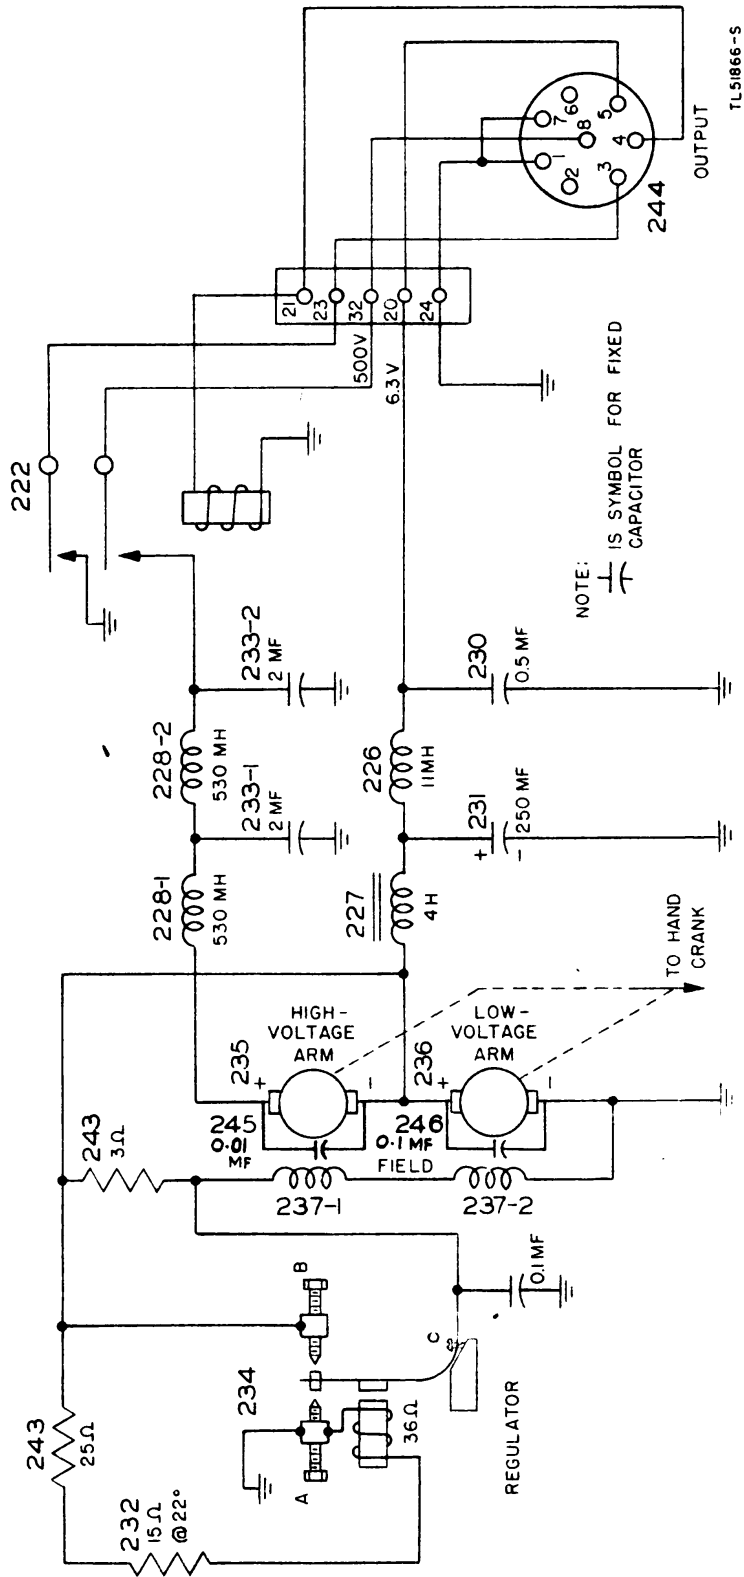 TL51866-S
222
21
23
32
20
24
500V
6.3V
OUTPUT
244
1
2
3
4
5
6
7
8
NOTE:
IS SYMBOL FOR FIXED
CAPACITOR
228-1
530 MH
228-2
530 MH
233-1
2 MF
233-2
2 MF
227
4H
226
11MH
231
+
−
250 MF
230
0.5 MF
HIGH-
VOLTAGE
ARM
LOW-
VOLTAGE
ARM
TO HAND
CRANK
235
+
−
236
+
−
245
0.01
MF
246
0.1 MF
FIELD
237-1
237-2
243
3Ω
243
25Ω
232
15Ω
@22°
234
A
B
C
36Ω
0.1MF
REGULATOR